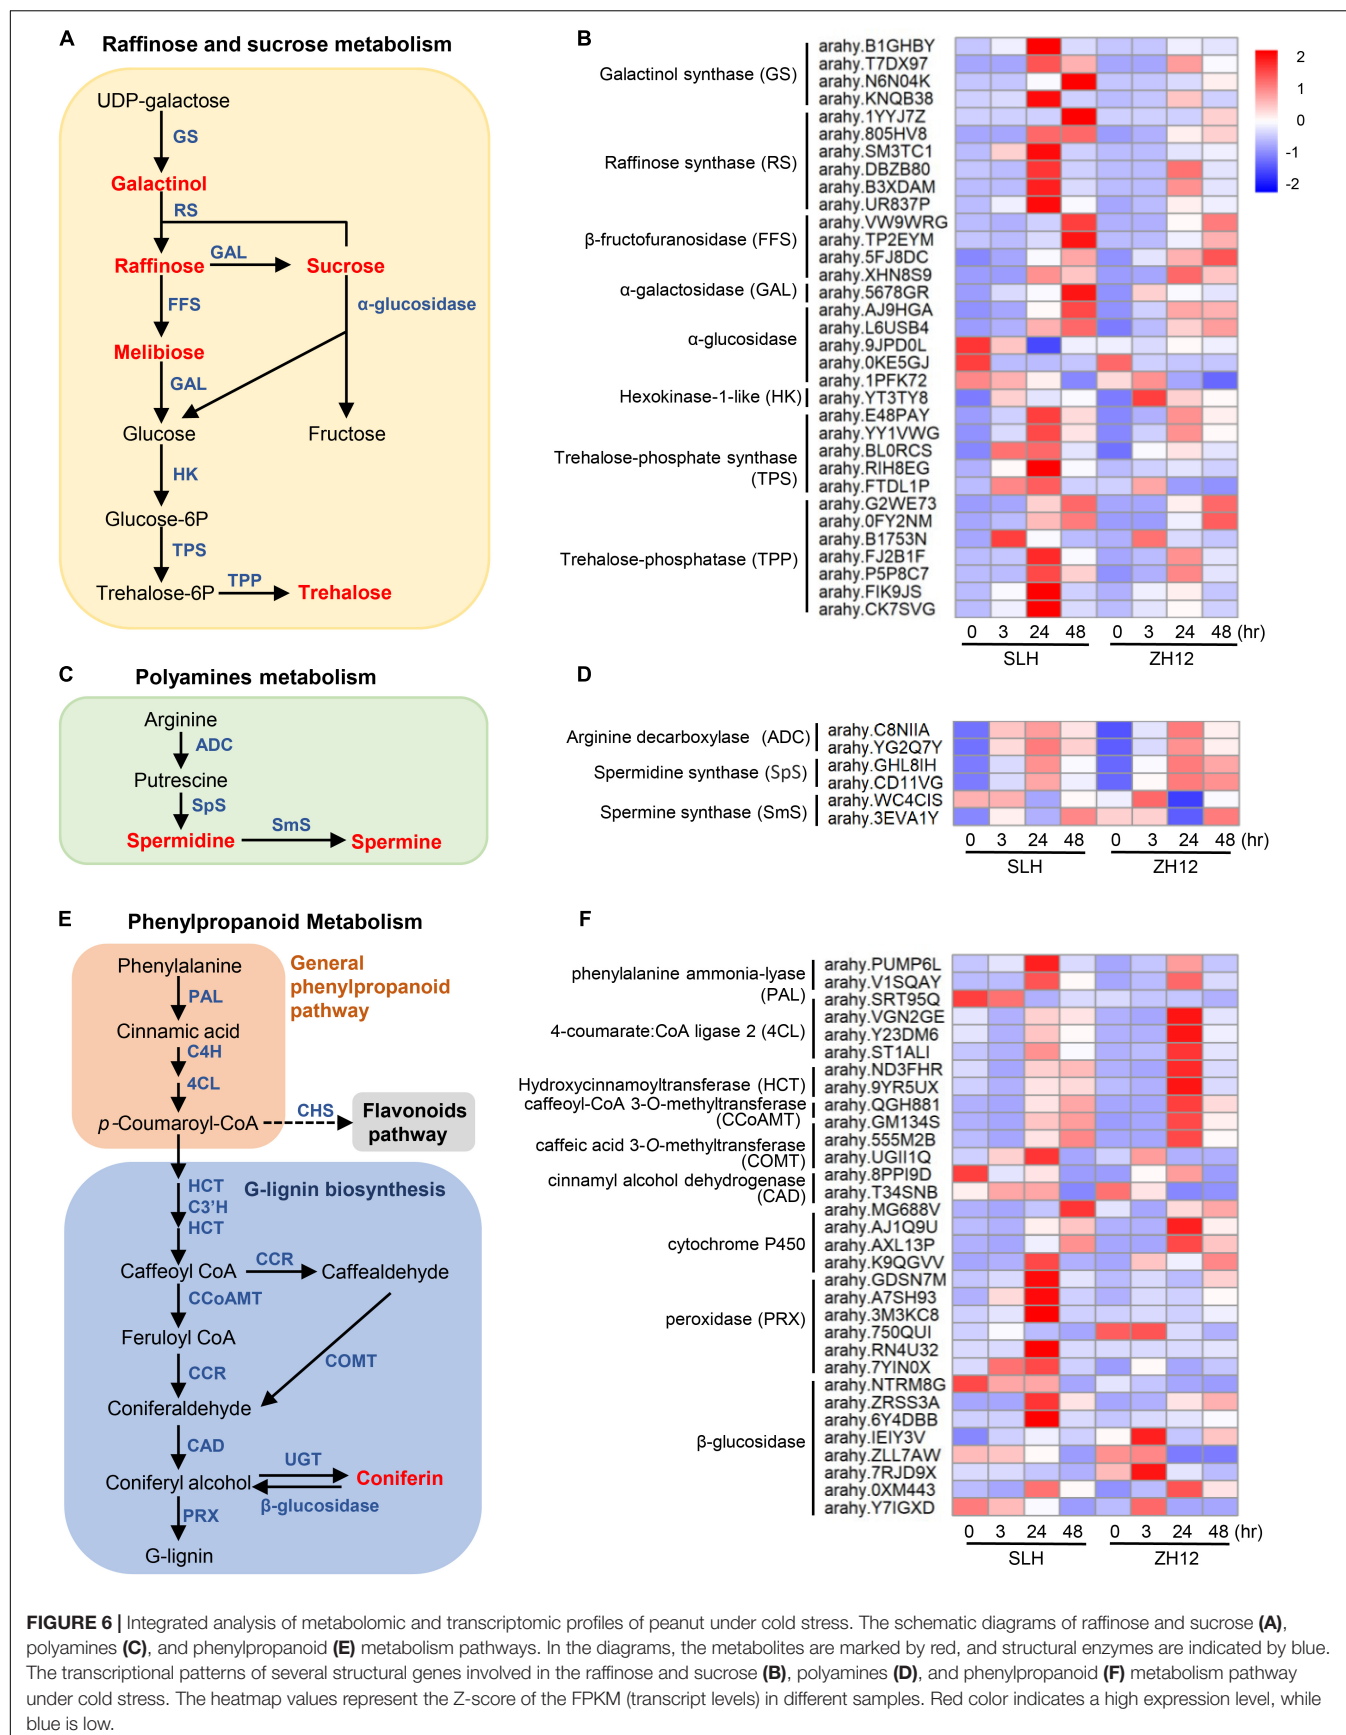 A Raffinose and sucrose metabolism
UDP-galactose
GS
Galactinol
RS
Raffinose
GAL
Sucrose
FFS
α-glucosidase
Melibiose
GAL
Glucose
Fructose
HK
Glucose-6P
TPS
Trehalose-6P
TPP
Trehalose
B
Galactinol synthase (GS)
Raffinose synthase (RS)
β-fructofuranosidase (FFS)
α-galactosidase (GAL)
α-glucosidase
Hexokinase-1-like (HK)
Trehalose-phosphate synthase
(TPS)
Trehalose-phosphatase (TPP)
arahy.B1GHBY
arahy.T7DX97
arahy.N6N04K
arahy.KNQB38
arahy.1YYJ7Z
arahy.805HV8
arahy.SM3TC1
arahy.DBZB80
arahy.B3XDAM
arahy.UR837P
arahy.VW9WRG
arahy.TP2EYM
arahy.5FJ8DC
arahy.XHN8S9
arahy.5678GR
arahy.AJ9HGA
arahy.L6USB4
arahy.9JPD0L
arahy.0KE5GJ
arahy.1PFK72
arahy.YT3TY8
arahy.E48PAY
arahy.YY1VWG
arahy.BL0RCS
arahy.RIH8EG
arahy.FTDL1P
arahy.G2WE73
arahy.0FY2NM
arahy.B1753N
arahy.FJ2B1F
arahy.P5P8C7
arahy.FIK9JS
arahy.CK7SVG
2
1
0
-1
-2
0 3 24 48 0 3 24 48 (hr)
SLH ZH12
C Polyamines metabolism
Arginine
ADC
Putrescine
SpS
Spermidine
SmS
Spermine
D
Arginine decarboxylase (ADC)
Spermidine synthase (SpS)
Spermine synthase (SmS)
arahy.C8NIIA
arahy.YG2Q7Y
arahy.GHL8IH
arahy.CD11VG
arahy.WC4CIS
arahy.3EVA1Y
0 3 24 48 0 3 24 48 (hr)
SLH ZH12
E Phenylpropanoid Metabolism
Phenylalanine
PAL
Cinnamic acid
C4H
4CL
p-Coumaroyl-CoA
General
phenylpropanoid
pathway
CHS
Flavonoids
pathway
G-lignin biosynthesis
HCT
C3’H
HCT
Caffeoyl CoA
CCR
Caffealdehyde
CCoAMT
Feruloyl CoA
CCR
COMT
Coniferaldehyde
CAD
Coniferyl alcohol
UGT
Coniferin
β-glucosidase
PRX
G-lignin
F
phenylalanine ammonia-lyase
(PAL)
4-coumarate:CoA ligase 2 (4CL)
Hydroxycinnamoyltransferase (HCT)
caffeoyl-CoA 3-O-methyltransferase
(CCoAMT)
caffeic acid 3-O-methyltransferase
(COMT)
cinnamyl alcohol dehydrogenase
(CAD)
cytochrome P450
peroxidase (PRX)
β-glucosidase
arahy.PUMP6L
arahy.V1SQAY
arahy.SRT95Q
arahy.VGN2GE
arahy.Y23DM6
arahy.ST1ALI
arahy.ND3FHR
arahy.9YR5UX
arahy.QGH881
arahy.GM134S
arahy.555M2B
arahy.UGII1Q
arahy.8PPI9D
arahy.T34SNB
arahy.MG688V
arahy.AJ1Q9U
arahy.AXL13P
arahy.K9QGVV
arahy.GDSN7M
arahy.A7SH93
arahy.3M3KC8
arahy.750QUI
arahy.RN4U32
arahy.7YIN0X
arahy.NTRM8G
arahy.ZRSS3A
arahy.6Y4DBB
arahy.IEIY3V
arahy.ZLL7AW
arahy.7RJD9X
arahy.0XM443
arahy.Y7IGXD
0 3 24 48 0 3 24 48 (hr)
SLH ZH12
FIGURE 6 | Integrated analysis of metabolomic and transcriptomic profiles of peanut under cold stress. The schematic diagrams of raffinose and sucrose (A),
polyamines (C), and phenylpropanoid (E) metabolism pathways. In the diagrams, the metabolites are marked by red, and structural enzymes are indicated by blue.
The transcriptional patterns of several structural genes involved in the raffinose and sucrose (B), polyamines (D), and phenylpropanoid (F) metabolism pathway
under cold stress. The heatmap values represent the Z-score of the FPKM (transcript levels) in different samples. Red color indicates a high expression level, while
blue is low.